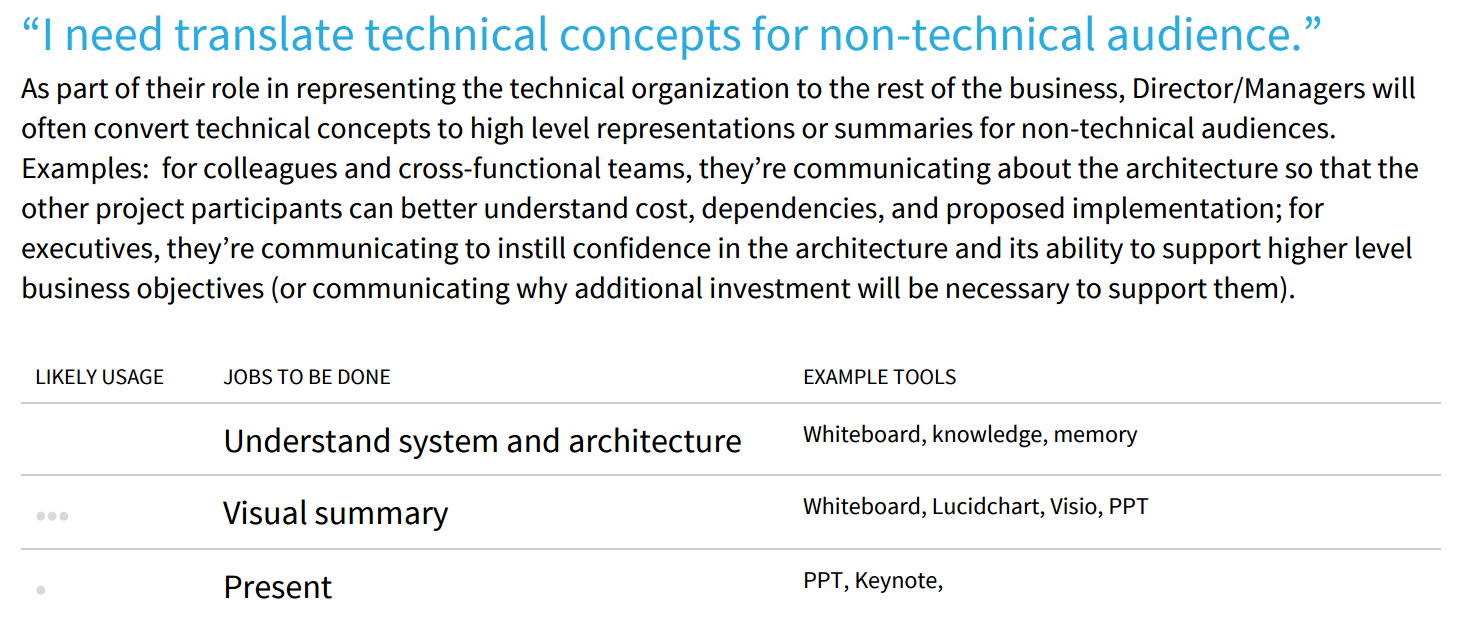 “I need translate technical concepts for non-technical audience.”
As part of their role in representing the technical organization to the rest of the business, Director/Managers will
often convert technical concepts to high level representations or summaries for non-technical audiences.
Examples:  for colleagues and cross-functional teams, they’re communicating about the architecture so that the
other project participants can better understand cost, dependencies, and proposed implementation; for
executives, they’re communicating to instill confidence in the architecture and its ability to support higher level
business objectives (or communicating why additional investment will be necessary to support them).
LIKELY USAGE JOBS TO BE DONE EXAMPLE TOOLS
Understand system and architecture Whiteboard, knowledge, memory
••• Visual summary Whiteboard, Lucidchart, Visio, PPT
• Present PPT, Keynote,